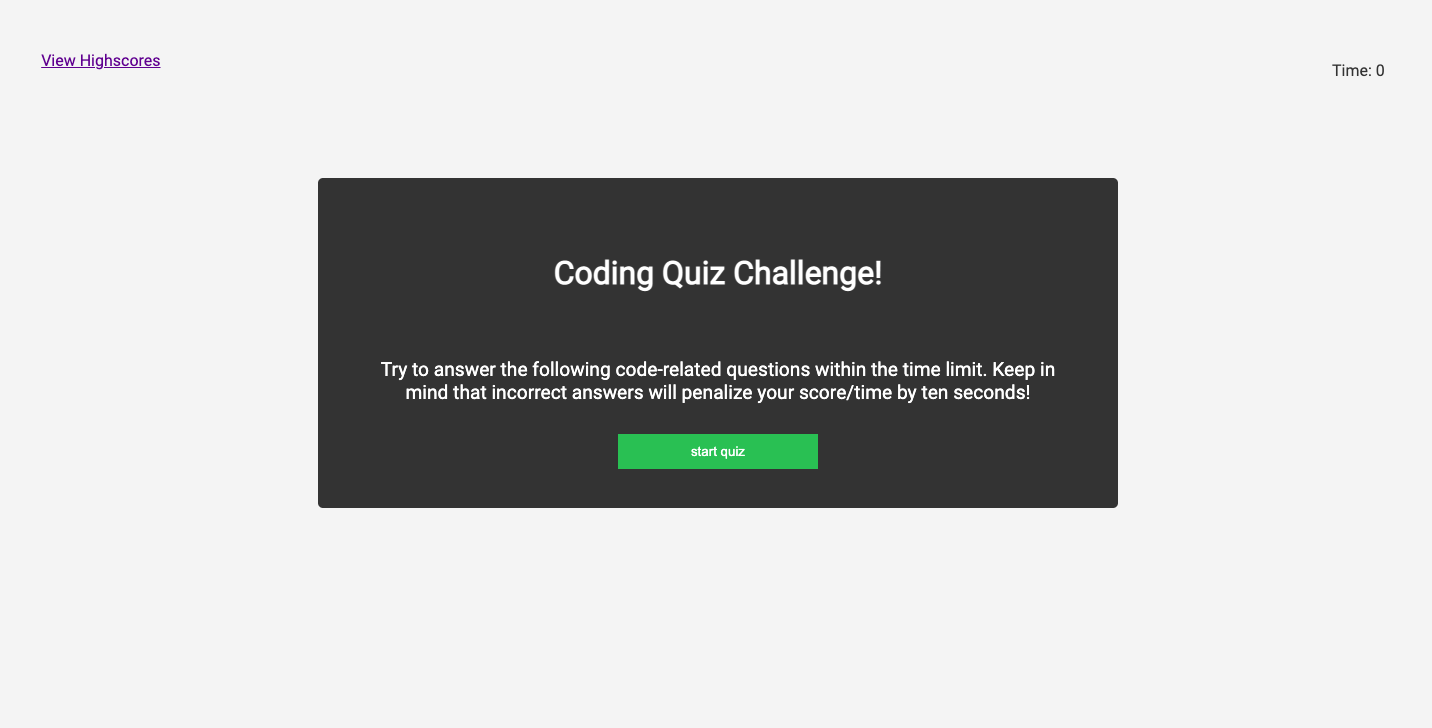 View Highscores
Time: 0
Coding Quiz Challenge!
Try to answer the following code-related questions within the time limit. Keep in
mind that incorrect answers will penalize your score/time by ten seconds!
start quiz